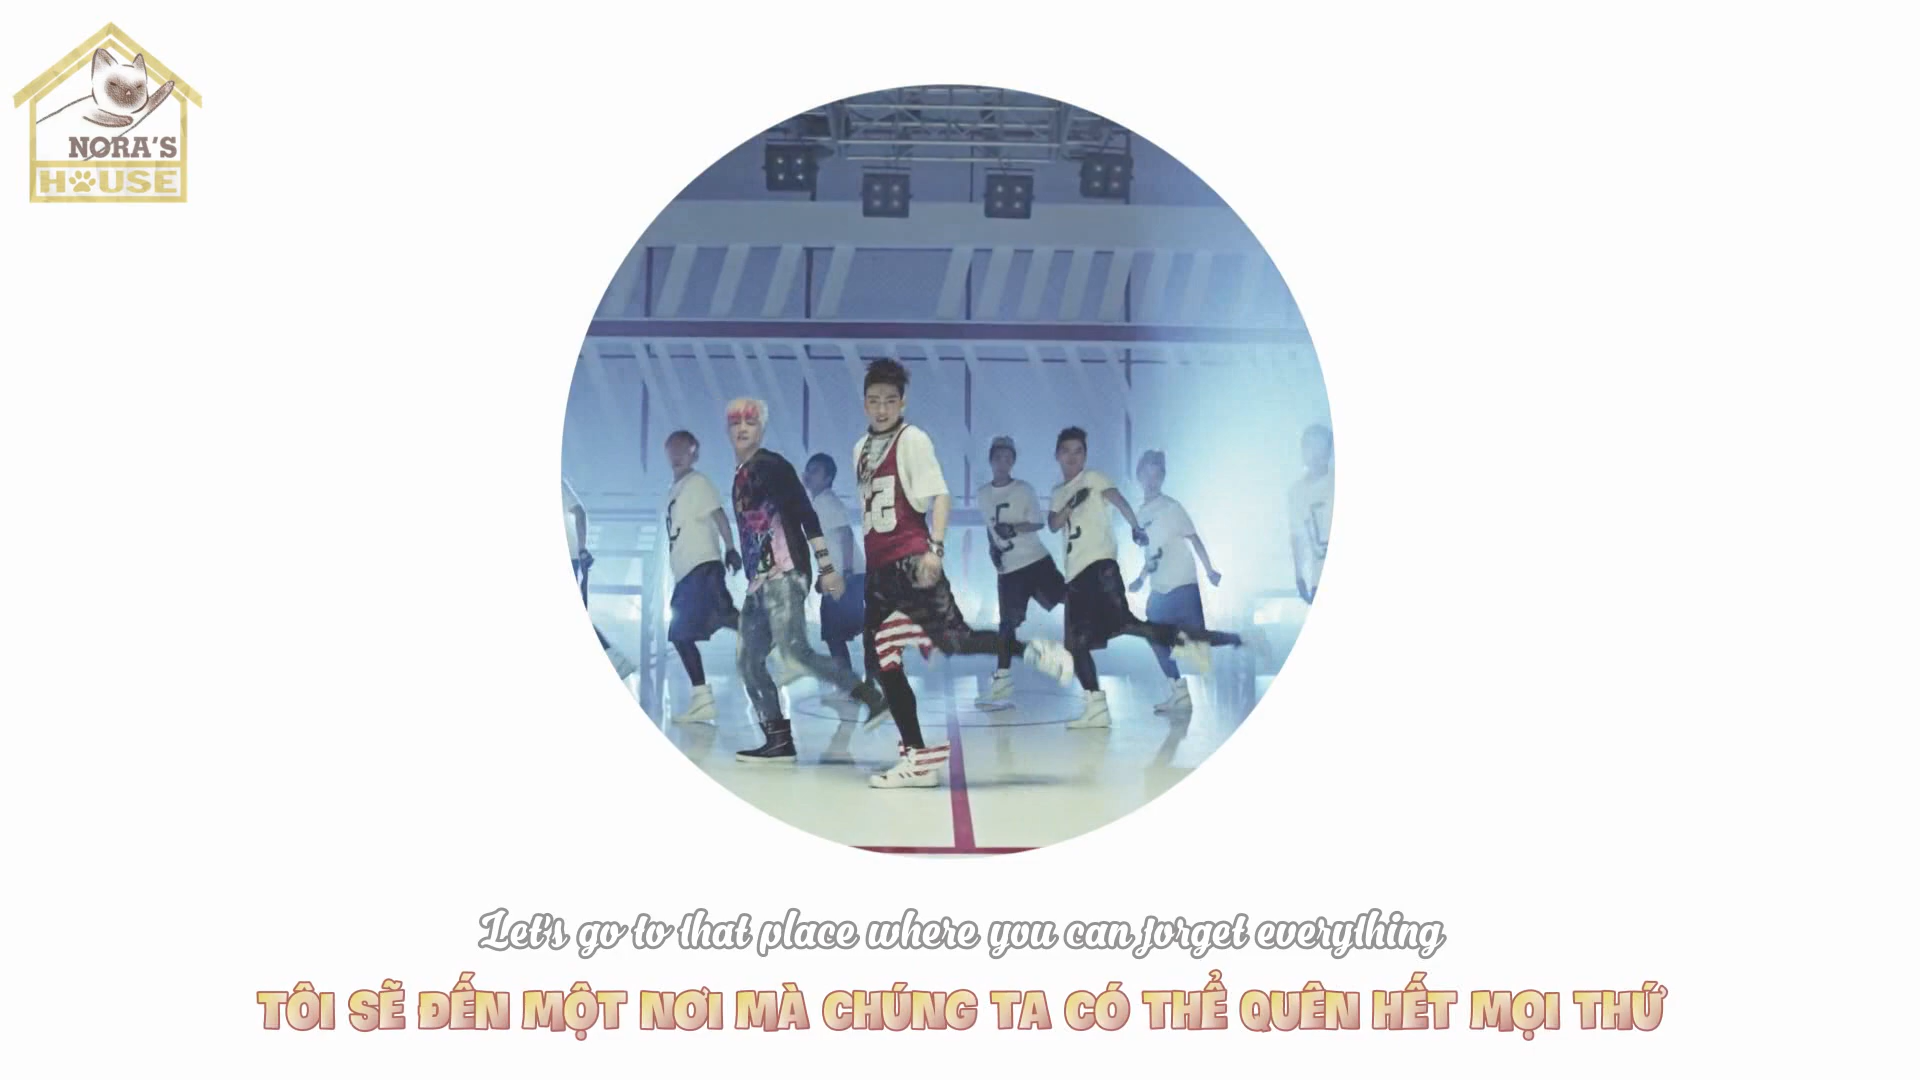 NORA'S
HOUSE
Let's go to that place where you can forget everything
TÔI SẼ ĐẾN MỘT NƠI MÀ CHÚNG TA CÓ THỂ QUÊN HẾT MỌI THỨ